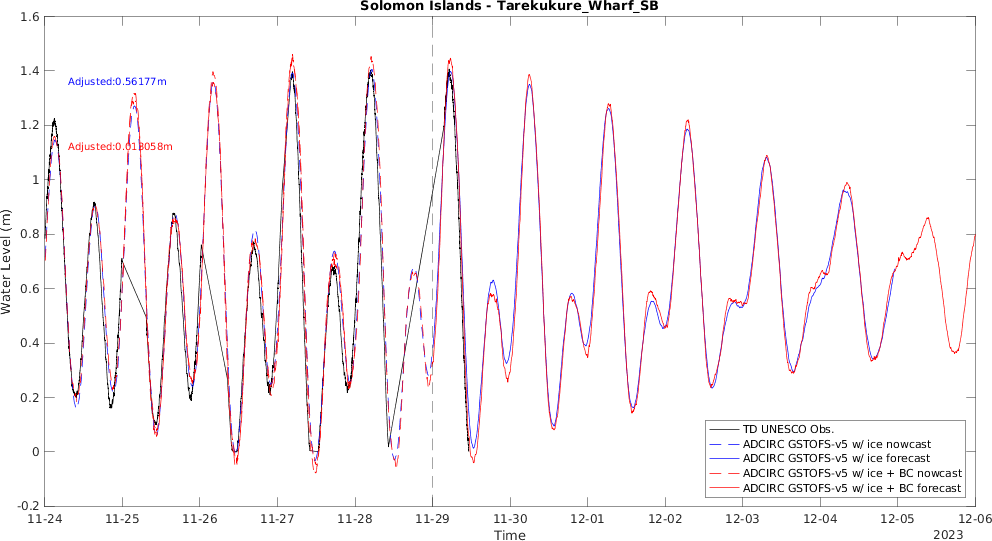 Solomon Islands - Tarekukure_Wharf_SB
1.6
1.4
1.2
1
0.8
0.6
0.4
0.2
0
-0.2
Water Level (m)
Adjusted:0.56177m
Adjusted:0.018058m
TD UNESCO Obs.
ADCIRC GSTOFS-v5 w/ ice nowcast
ADCIRC GSTOFS-v5 w/ ice forecast
ADCIRC GSTOFS-v5 w/ ice + BC nowcast
ADCIRC GSTOFS-v5 w/ ice + BC forecast
11-24 11-25 11-26 11-27 11-28 11-29 11-30 12-01 12-02 12-03 12-04 12-05 12-06
Time
2023